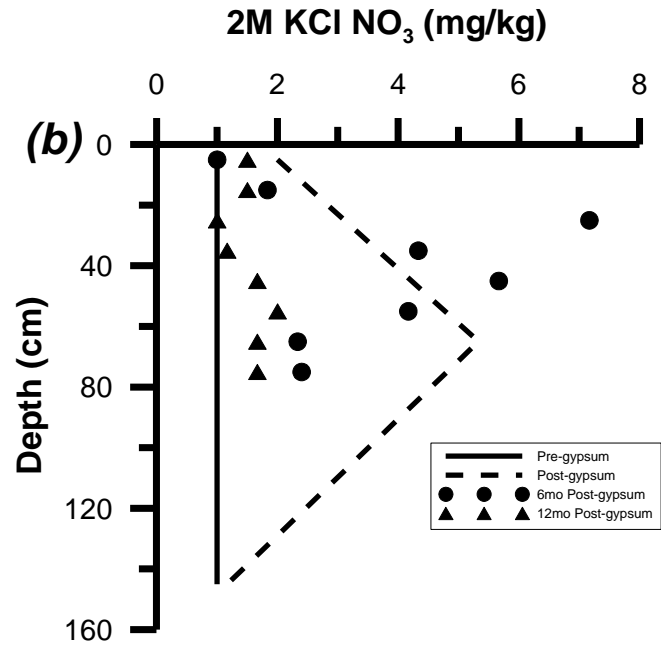 2M KCl NO3 (mg/kg)
0 2 4 6 8
(b)
0
40
80
120
160
Depth (cm)
Pre-gypsum
Post-gypsum
6mo Post-gypsum
12mo Post-gypsum